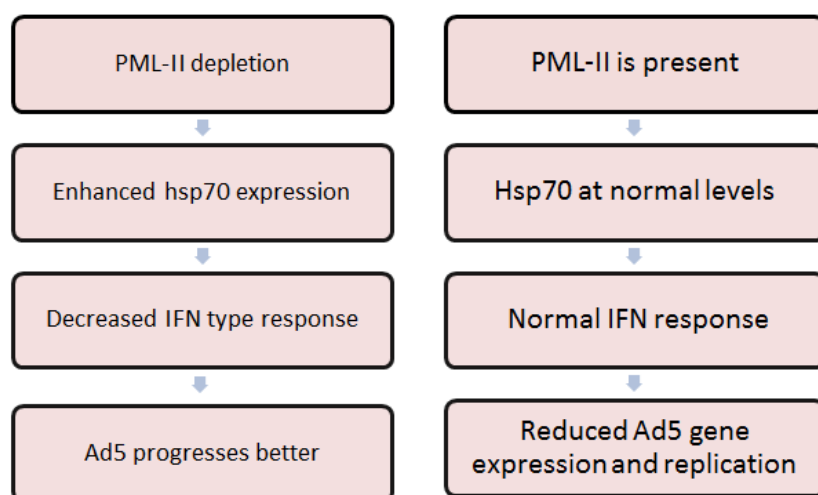 PML-II depletion
Enhanced hsp70 expression
Decreased IFN type response
Ad5 progresses better
PML-II is present
Hsp70 at normal levels
Normal IFN response
Reduced Ad5 gene
expression and replication